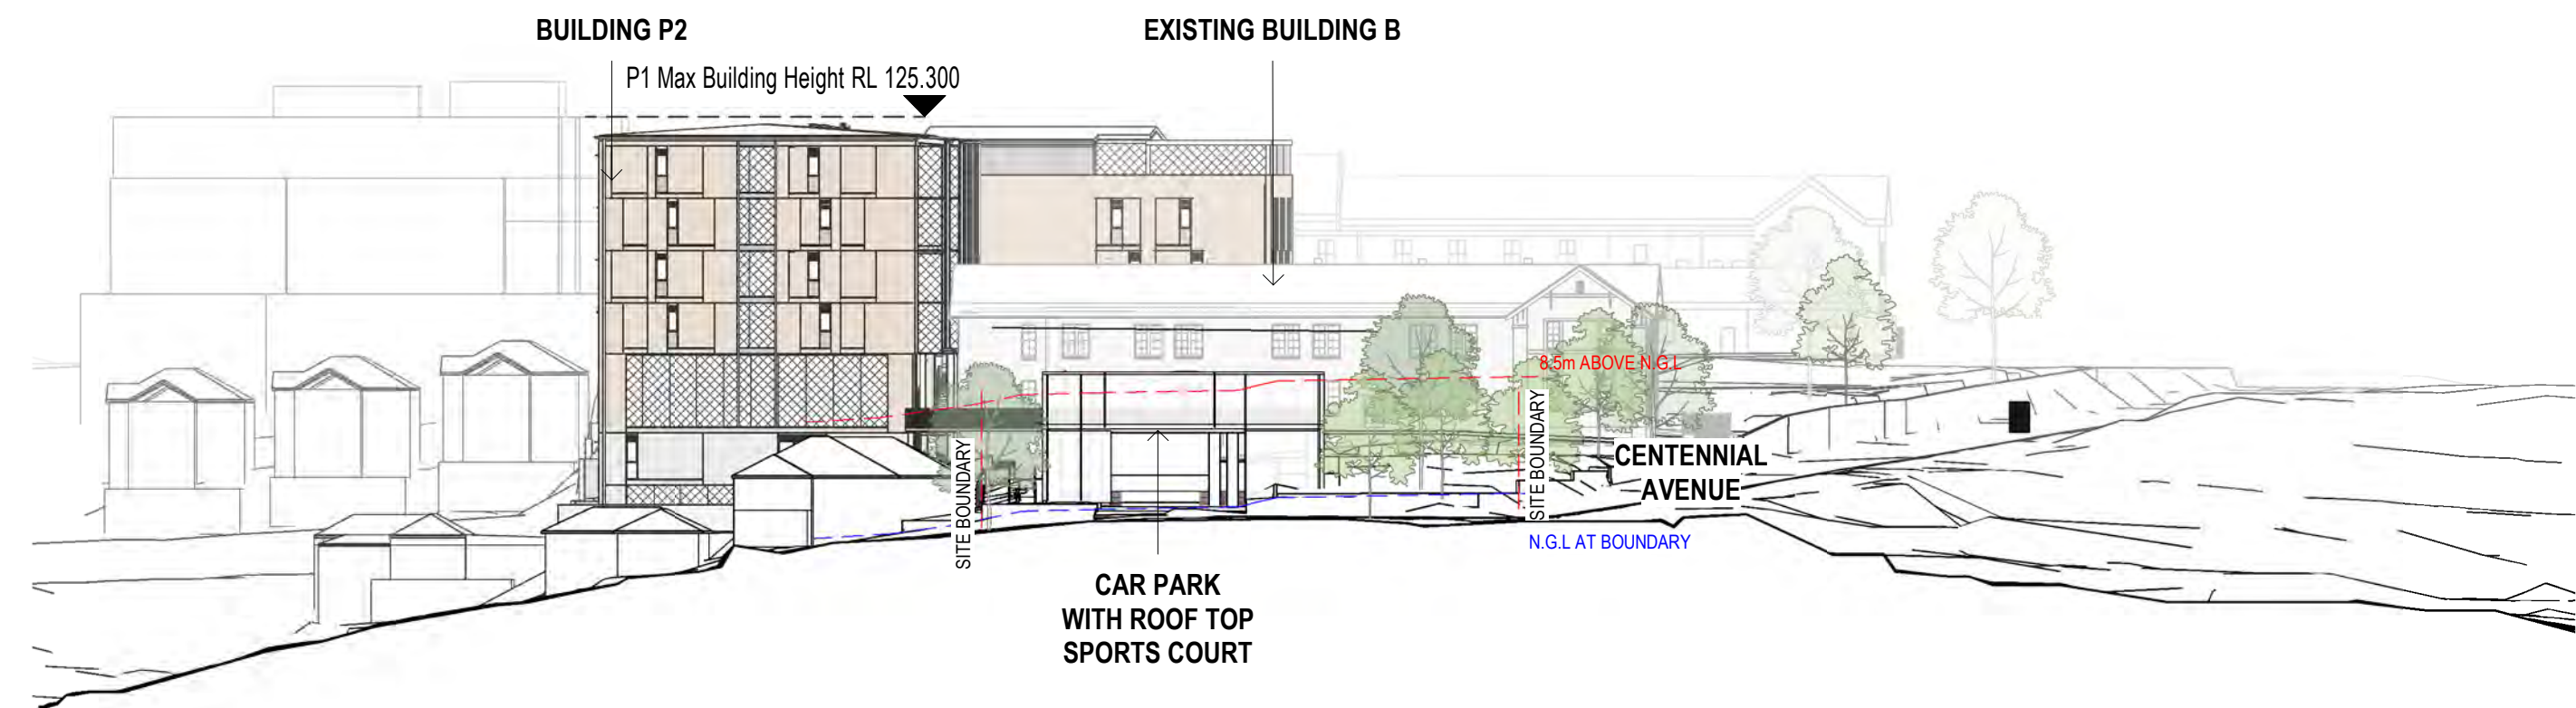 BUILDING P2
EXISTING BUILDING B
P1 Max Building Height RL 125.300
8.5m ABOVE N.G.L
SITE BOUNDARY
SITE BOUNDARY
CENTENNIAL
AVENUE
N.G.L AT BOUNDARY
CAR PARK
WITH ROOF TOP
SPORTS COURT